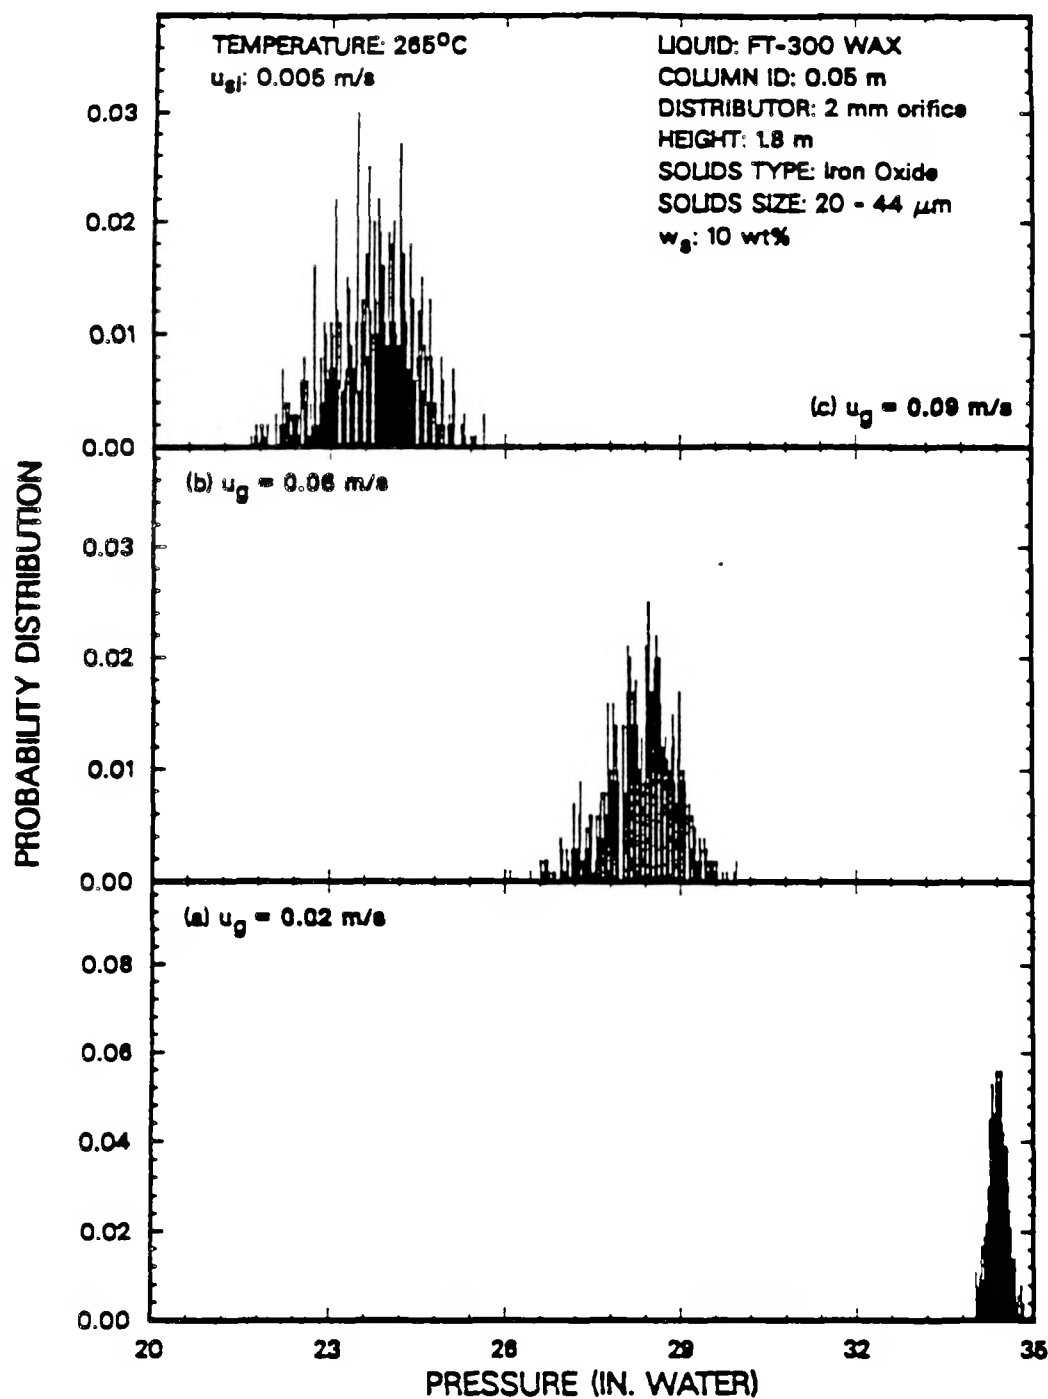 TEMPERATURE: 265°C
u_sl: 0.005 m/s
LIQUID: FT-300 WAX
COLUMN ID: 0.05 m
DISTRIBUTOR: 2 mm orifice
HEIGHT: 1.8 m
SOLIDS TYPE: Iron Oxide
SOLIDS SIZE: 20 - 44 μm
w_s: 10 wt%
0.03
0.02
0.01
0.00
(c) u_g = 0.09 m/s
(b) u_g = 0.06 m/s
0.03
0.02
0.01
0.00
(a) u_g = 0.02 m/s
0.08
0.06
0.04
0.02
0.00
20 23 26 29 32 35
PRESSURE (IN. WATER)
PROBABILITY DISTRIBUTION